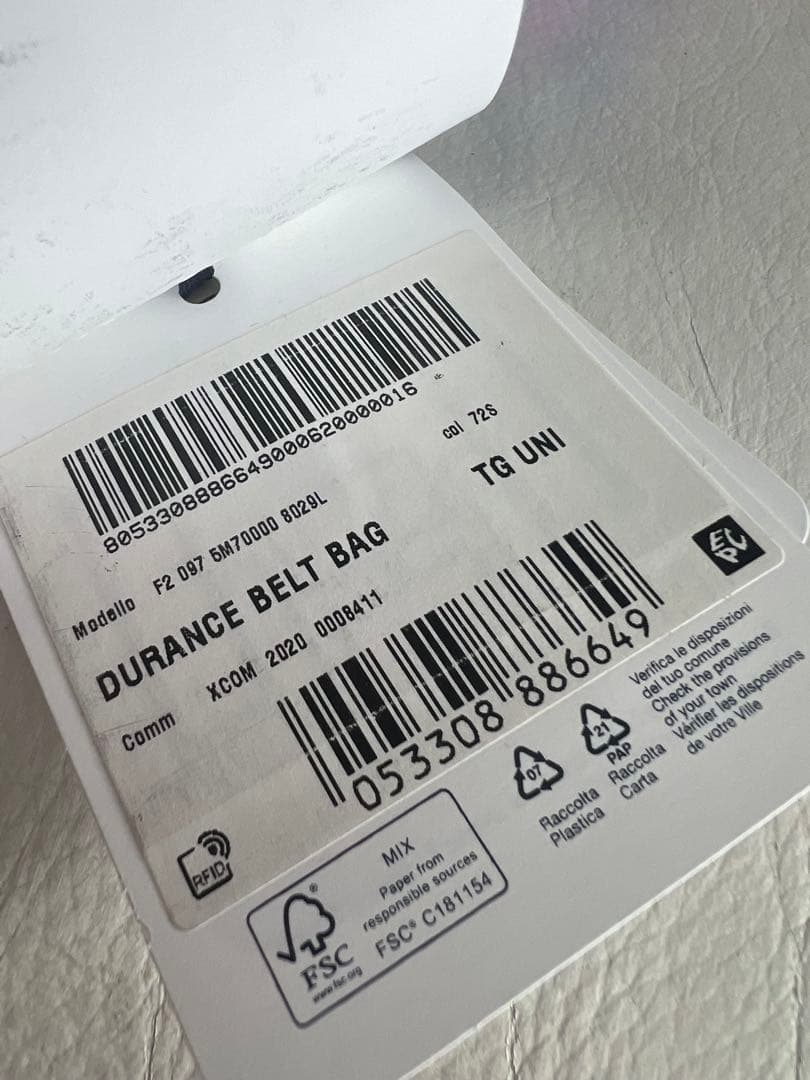 8053308886649000620000016
Modello F2 097 5M70000 8029L
col 72S
DURANCE BELT BAG
TG UNI
Comm XCOM 2020 0008411
053308 886649
EPC
RFID
07
Raccolta
Plastica
21
PAP
Raccolta
Carta
Verifica le disposizioni
del tuo comune
Check the provisions
of your town
Vérifier les dispositions
de votre Ville
®
FSC
www.fsc.org
MIX
Paper from
responsible sources
FSC® C181154